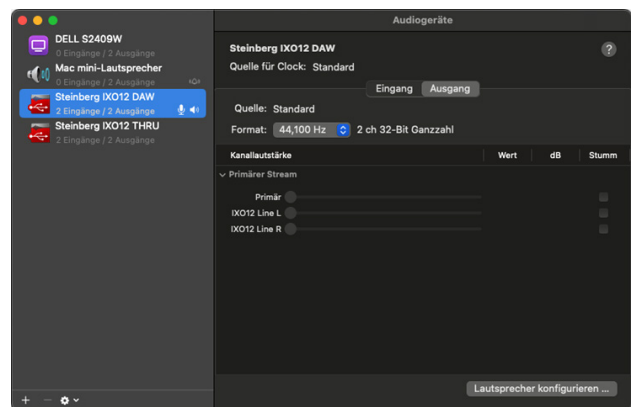 Audiogeräte
DELL S2409W
0 Eingänge / 2 Ausgänge
Mac mini-Lautsprecher
0 Eingänge / 2 Ausgänge
Steinberg IXO12 DAW
2 Eingänge / 2 Ausgänge
Steinberg IXO12 THRU
2 Eingänge / 2 Ausgänge
Steinberg IXO12 DAW
?
Quelle für Clock: Standard
Eingang Ausgang
Quelle: Standard
Format: 44,100 Hz 2 ch 32-Bit Ganzzahl
Kanallautstärke Wert dB Stumm
Primärer Stream
Primär
IXO12 Line L
IXO12 Line R
Lautsprecher konfigurieren ...